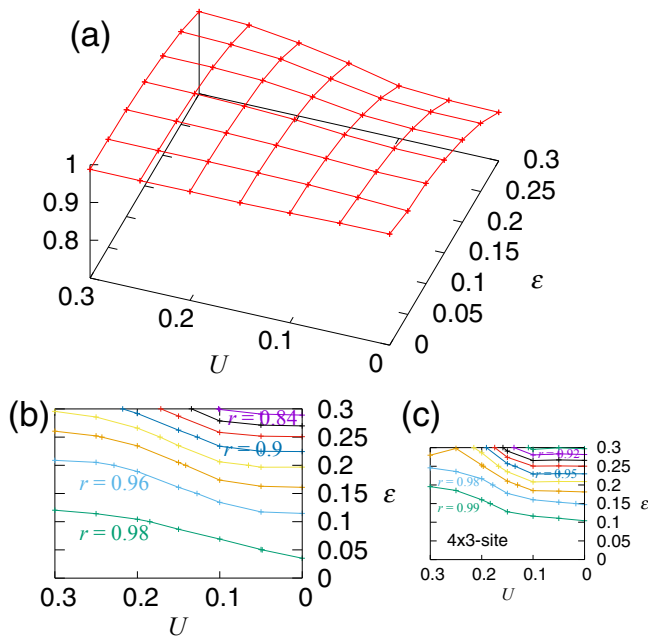 (a)
1
0.9
0.8
0.3
0.2
0.1
0
U
0.3
0.25
0.2
0.15
0.1
0.05
0
ε
(b)
r = 0.84
r = 0.9
r = 0.96
r = 0.98
0.3
0.25
0.2
0.15
0.1
0.05
0
ε
0.3 0.2 0.1 0
U
(c)
r = 0.92
r = 0.95
r = 0.98
r = 0.99
4x3-site
0.3
0.25
0.2
0.15
0.1
0.05
0
ε
0.3 0.2 0.1 0
U